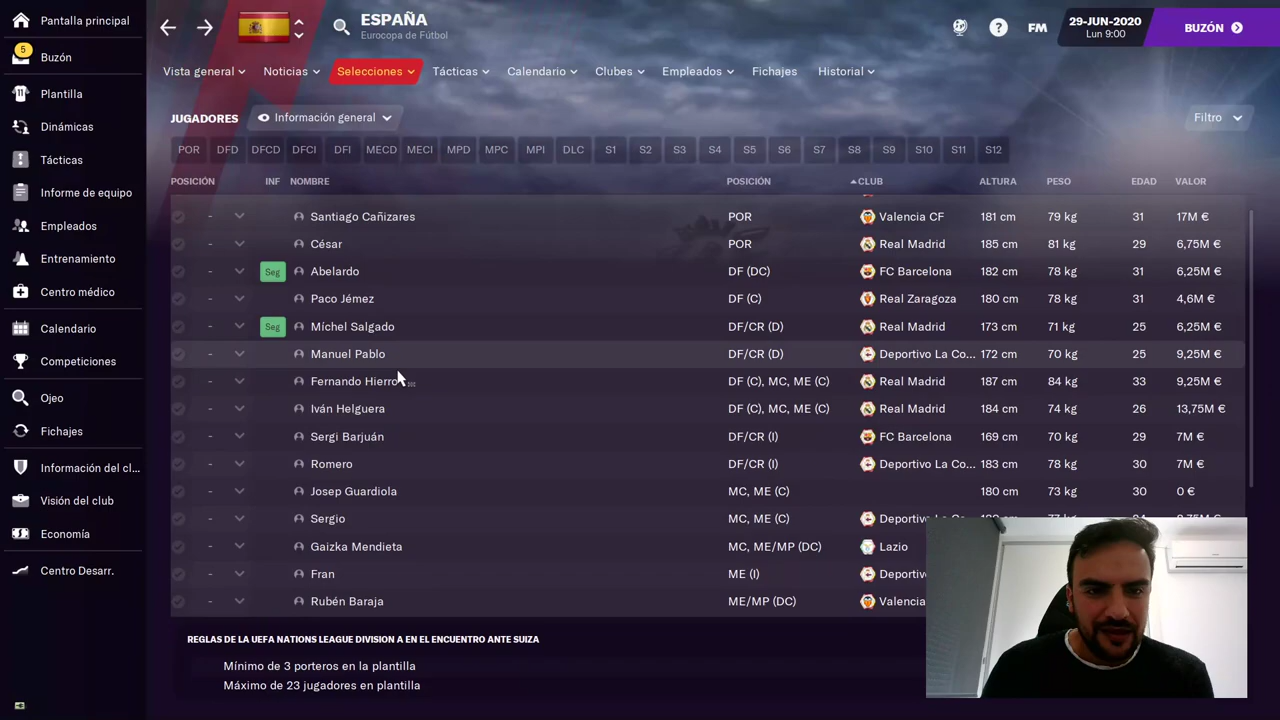 Pantalla principal
ESPAÑA
Eurocopa de Fútbol
29-JUN-2020
Lun 9:00
BUZÓN
FM
?
5
Buzón
Vista general
Noticias
Selecciones
Tácticas
Calendario
Clubes
Empleados
Fichajes
Historial
Plantilla
Dinámicas
Tácticas
Informe de equipo
Empleados
Entrenamiento
Centro médico
Calendario
Competiciones
Ojeo
Fichajes
Información del cl...
Visión del club
Economía
Centro Desarr.
JUGADORES Información general Filtro
POR DFD DFCD DFCI DFI MECD MECI MPD MPC MPI DLC S1 S2 S3 S4 S5 S6 S7 S8 S9 S10 S11 S12
POSICIÓN INF NOMBRE POSICIÓN CLUB ALTURA PESO EDAD VALOR
- Santiago Cañizares POR Valencia CF 181 cm 79 kg 31 17M €
- César POR Real Madrid 185 cm 81 kg 29 6,75M €
- Seg Abelardo DF (DC) FC Barcelona 182 cm 78 kg 31 6,25M €
- Paco Jémez DF (C) Real Zaragoza 180 cm 78 kg 31 4,6M €
- Seg Míchel Salgado DF/CR (D) Real Madrid 173 cm 71 kg 25 6,25M €
- Manuel Pablo DF/CR (D) Deportivo La Co... 172 cm 70 kg 25 9,25M €
- Fernando Hierro DF (C), MC, ME (C) Real Madrid 187 cm 84 kg 33 9,25M €
- Iván Helguera DF (C), MC, ME (C) Real Madrid 184 cm 74 kg 26 13,75M €
- Sergi Barjuán DF/CR (I) FC Barcelona 169 cm 70 kg 29 7M €
- Romero DF/CR (I) Deportivo La Co... 183 cm 78 kg 30 7M €
- Josep Guardiola MC, ME (C) 180 cm 73 kg 30 0 €
- Sergio MC, ME (C) Deportivo
- Gaizka Mendieta MC, ME/MP (DC) Lazio
- Fran ME (I) Deportivo
- Rubén Baraja ME/MP (DC) Valencia
REGLAS DE LA UEFA NATIONS LEAGUE DIVISION A EN EL ENCUENTRO ANTE SUIZA
Mínimo de 3 porteros en la plantilla
Máximo de 23 jugadores en plantilla